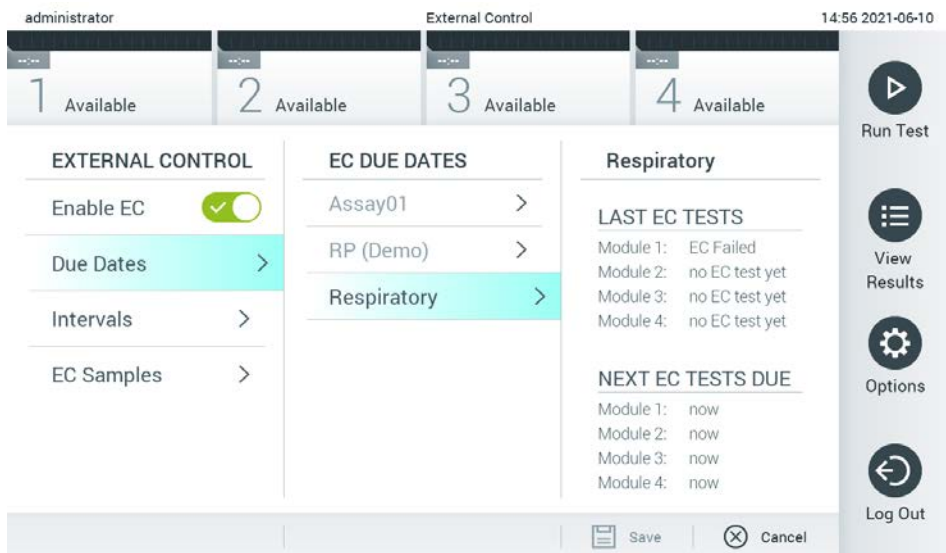 administrator External Control 14:56 2021-06-10
--:-- --:-- --:-- --:--
1 Available 2 Available 3 Available 4 Available
Run Test
EXTERNAL CONTROL
Enable EC
Due Dates
Intervals
EC Samples
EC DUE DATES
Assay01
RP (Demo)
Respiratory
Respiratory
LAST EC TESTS
Module 1: EC Failed
Module 2: no EC test yet
Module 3: no EC test yet
Module 4: no EC test yet
NEXT EC TESTS DUE
Module 1: now
Module 2: now
Module 3: now
Module 4: now
View
Results
Options
Log Out
Save Cancel